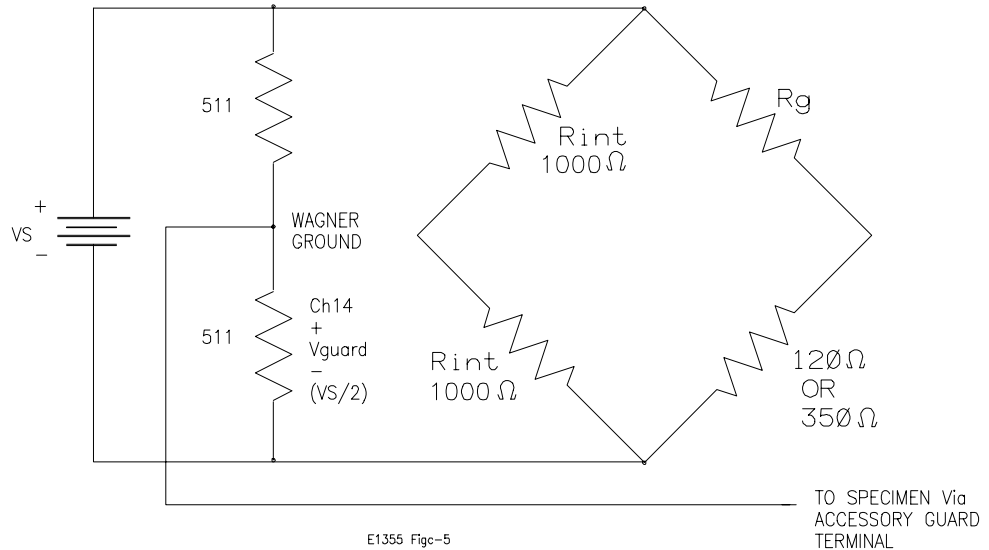 511
Rint
1000Ω
Rg
+
VS
−
WAGNER
GROUND
511
Ch14
+
Vguard
−
(VS/2)
Rint
1000Ω
120Ω
OR
350Ω
TO SPECIMEN Via
ACCESSORY GUARD
TERMINAL
E1355 Figc-5